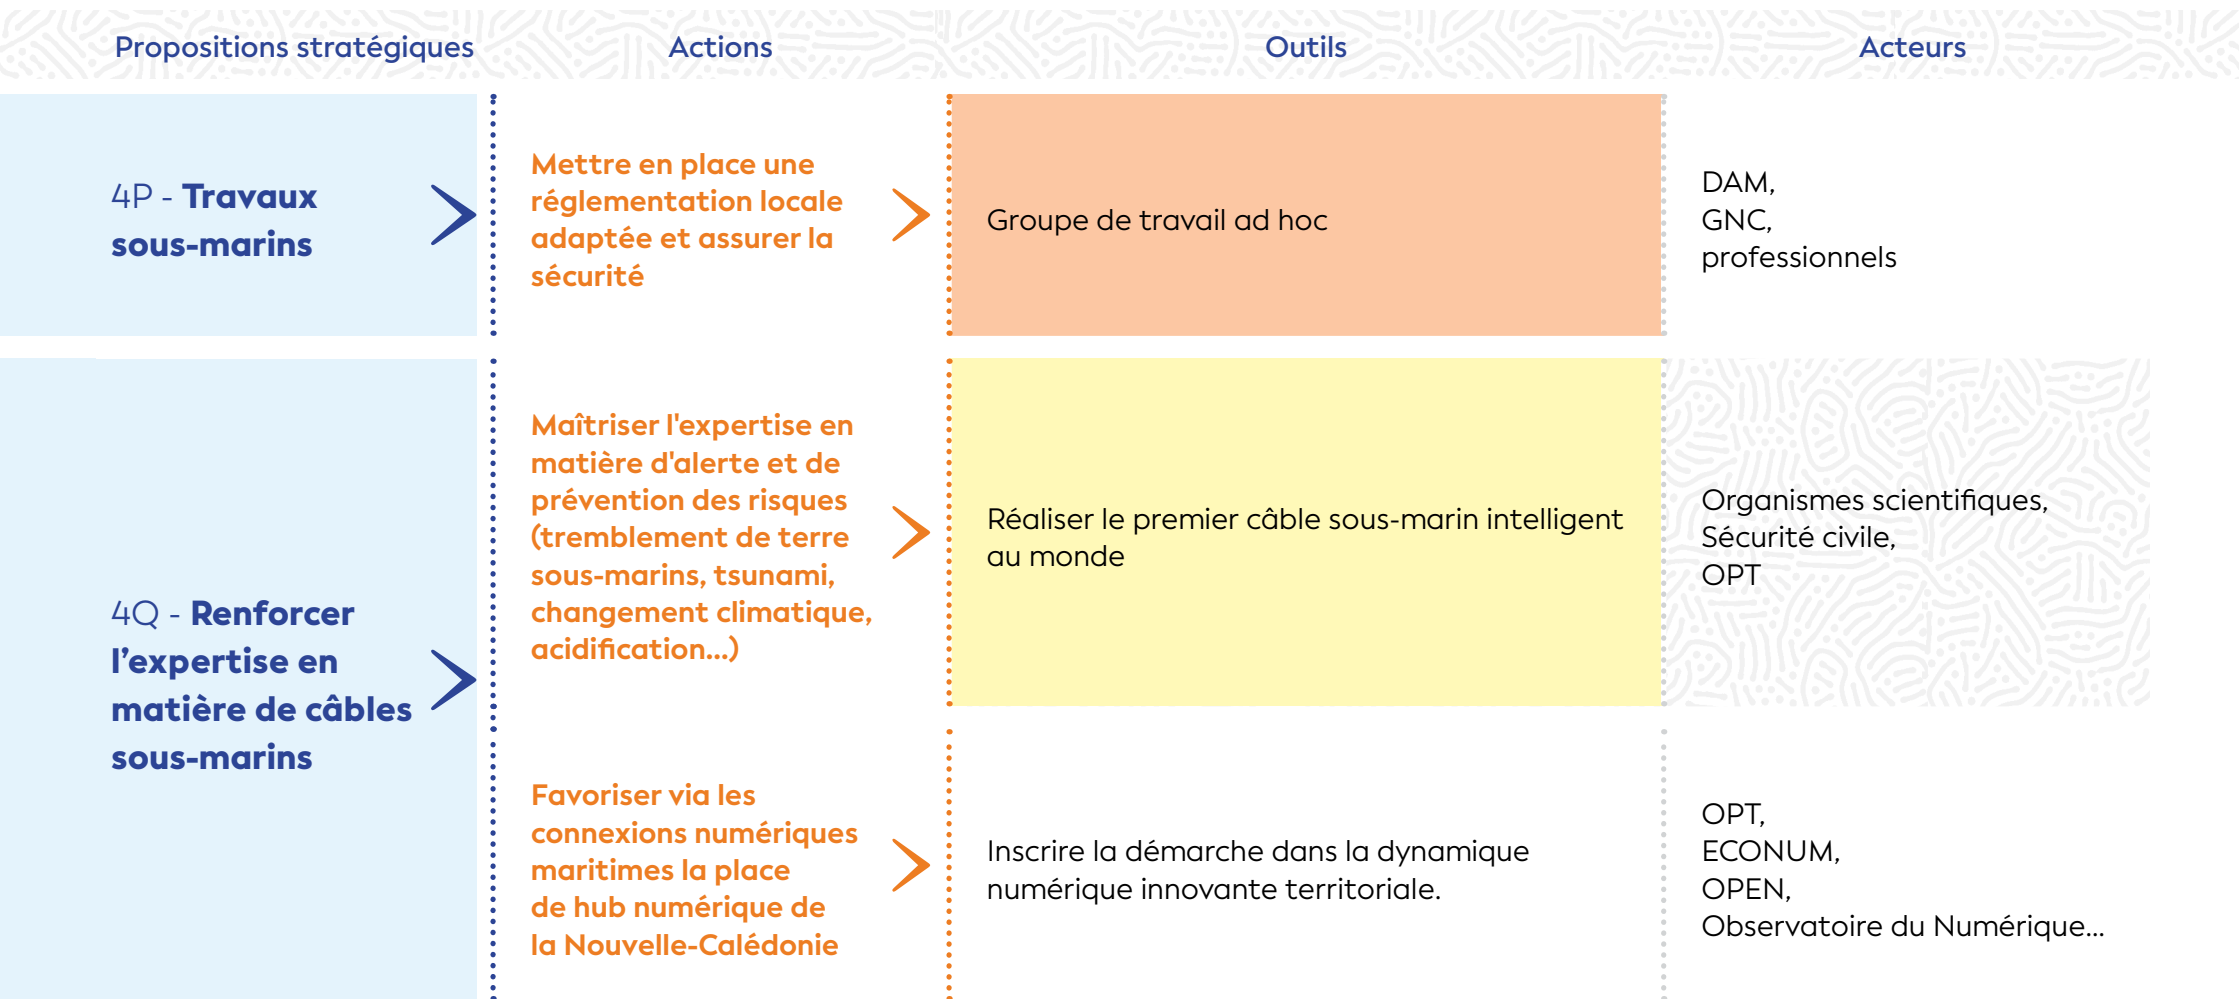 Propositions stratégiques
Actions
Outils
Acteurs
4P - Travaux
sous-marins
Mettre en place une
réglementation locale
adaptée et assurer la
sécurité
Groupe de travail ad hoc
DAM,
GNC,
professionnels
4Q - Renforcer
l’expertise en
matière de câbles
sous-marins
Maîtriser l'expertise en
matière d'alerte et de
prévention des risques
(tremblement de terre
sous-marins, tsunami,
changement climatique,
acidification...)
Réaliser le premier câble sous-marin intelligent
au monde
Organismes scientifiques,
Sécurité civile,
OPT
Favoriser via les
connexions numériques
maritimes la place
de hub numérique de
la Nouvelle-Calédonie
Inscrire la démarche dans la dynamique
numérique innovante territoriale.
OPT,
ECONUM,
OPEN,
Observatoire du Numérique...